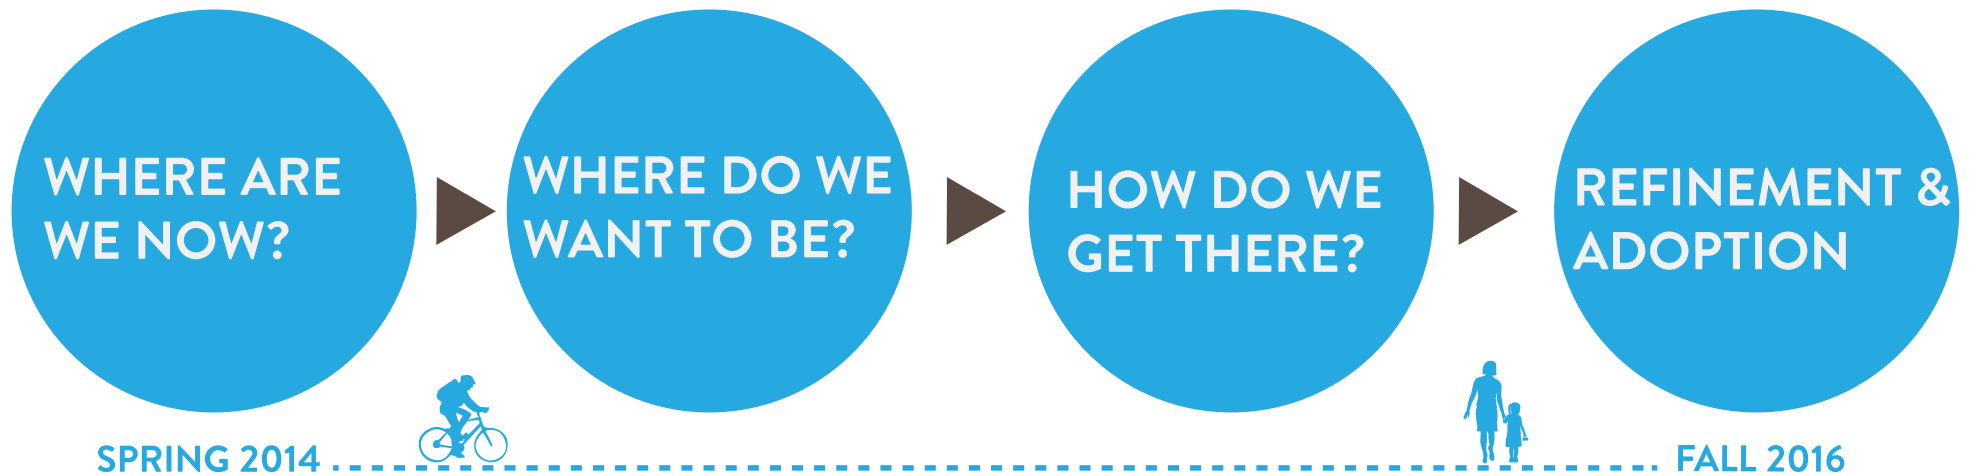 WHERE ARE
WE NOW?
WHERE DO WE
WANT TO BE?
HOW DO WE
GET THERE?
REFINEMENT &
ADOPTION
SPRING 2014
FALL 2016